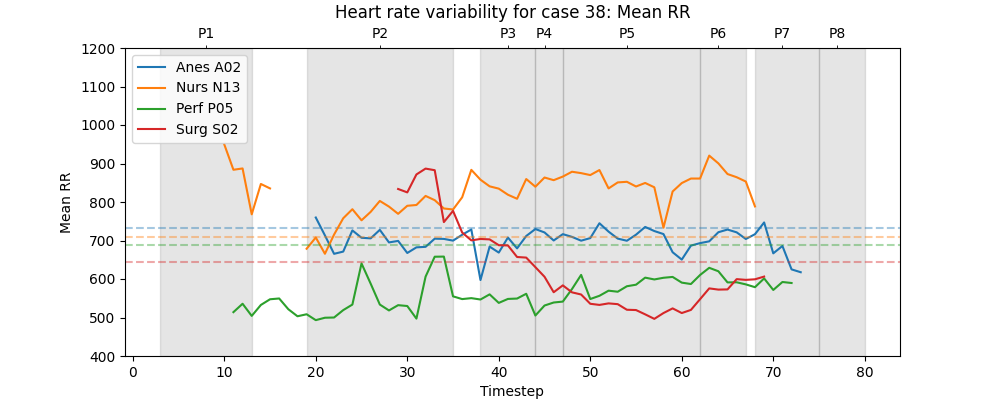 Heart rate variability for case 38: Mean RR
P1 P2 P3 P4 P5 P6 P7 P8
1200
1100
1000
900
800
700
600
500
400
Mean RR
Anes A02
Nurs N13
Perf P05
Surg S02
0 10 20 30 40 50 60 70 80
Timestep